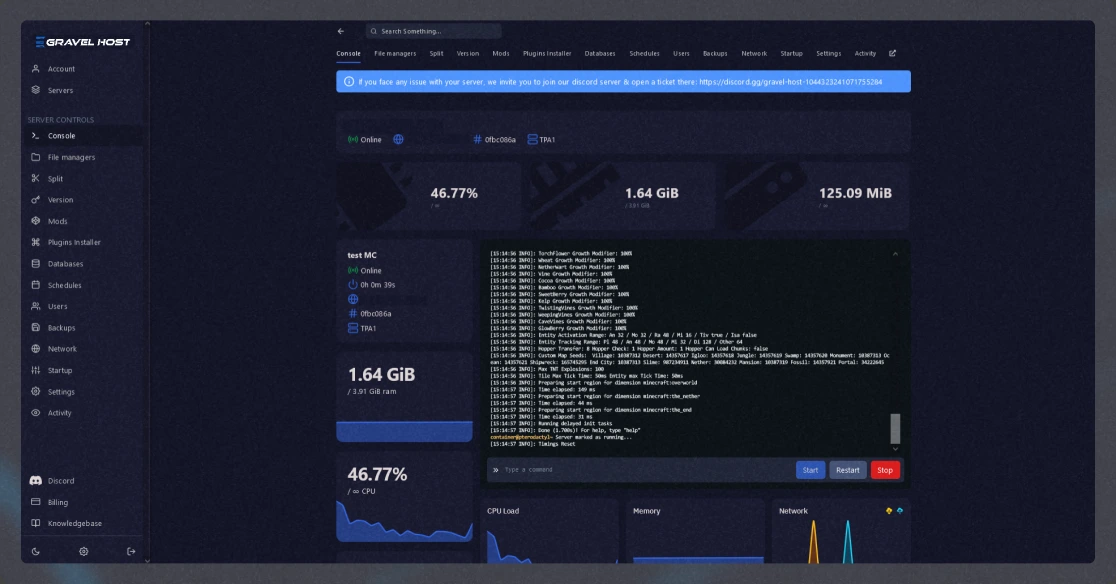 GRAVEL HOST
Account
Servers
SERVER CONTROLS
Console
File managers
Split
Version
Mods
Plugins Installer
Databases
Schedules
Users
Backups
Network
Startup
Settings
Activity
Discord
Billing
Knowledgebase
Search Something...
Console File managers Split Version Mods Plugins Installer Databases Schedules Users Backups Network Startup Settings Activity
If you face any issue with your server, we invite you to join our discord server & open a ticket there: https://discord.gg/gravel-host-1044323241071755284
Online # 0fbc086a TPA1
46.77%
/ ∞
1.64 GiB
/ 3.91 GiB
125.09 MiB
/ ∞
test MC
Online
0h 0m 39s
# 0fbc086a
TPA1
1.64 GiB
/ 3.91 GiB ram
46.77%
/ ∞ CPU
[15:14:56 INFO]: TorchFlower Growth Modifier: 100%
[15:14:56 INFO]: Wheat Growth Modifier: 100%
[15:14:56 INFO]: NetherWart Growth Modifier: 100%
[15:14:56 INFO]: Vine Growth Modifier: 100%
[15:14:56 INFO]: Cocoa Growth Modifier: 100%
[15:14:56 INFO]: Bamboo Growth Modifier: 100%
[15:14:56 INFO]: SweetBerry Growth Modifier: 100%
[15:14:56 INFO]: Kelp Growth Modifier: 100%
[15:14:56 INFO]: TwistingVines Growth Modifier: 100%
[15:14:56 INFO]: WeepingVines Growth Modifier: 100%
[15:14:56 INFO]: CaveVines Growth Modifier: 100%
[15:14:56 INFO]: GlowBerry Growth Modifier: 100%
[15:14:56 INFO]: Entity Activation Range: An 32 / Mo 32 / Ra 48 / Mi 16 / Tiv true / Isa false
[15:14:56 INFO]: Entity Tracking Range: Pl 48 / An 48 / Mo 48 / Mi 32 / Di 128 / Other 64
[15:14:56 INFO]: Hopper Transfer: 8 Hopper Check: 1 Hopper Amount: 1 Hopper Can Load Chunks: false
[15:14:56 INFO]: Custom Map Seeds: Village: 10387312 Desert: 14357617 Igloo: 14357618 Jungle: 14357619 Swamp: 14357620 Monument: 10387313 Oc
ean: 14357621 Shipwreck: 165745295 End City: 10387313 Slime: 987234911 Nether: 30084232 Mansion: 10387319 Fossil: 14357921 Portal: 34222645
[15:14:56 INFO]: Max TNT Explosions: 100
[15:14:56 INFO]: Tile Max Tick Time: 50ms Entity max Tick Time: 50ms
[15:14:56 INFO]: Preparing start region for dimension minecraft:overworld
[15:14:57 INFO]: Time elapsed: 149 ms
[15:14:57 INFO]: Preparing start region for dimension minecraft:the_nether
[15:14:57 INFO]: Time elapsed: 44 ms
[15:14:57 INFO]: Preparing start region for dimension minecraft:the_end
[15:14:57 INFO]: Time elapsed: 31 ms
[15:14:57 INFO]: Running delayed init tasks
[15:14:57 INFO]: Done (1.700s)! For help, type "help"
container@pterodactyl~ Server marked as running...
[15:14:57 INFO]: Timings Reset
» Type a command
Start Restart Stop
CPU Load
Memory
Network